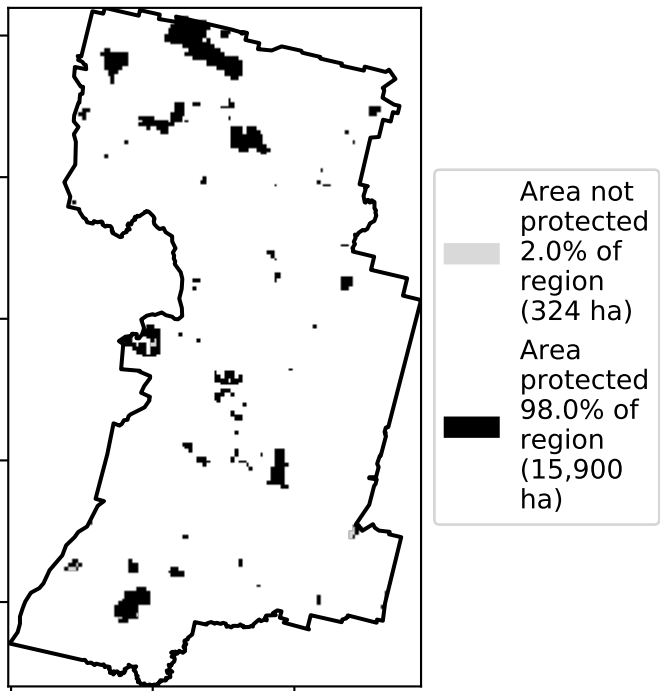 Area not
protected
2.0% of
region
(324 ha)
Area
protected
98.0% of
region
(15,900
ha)